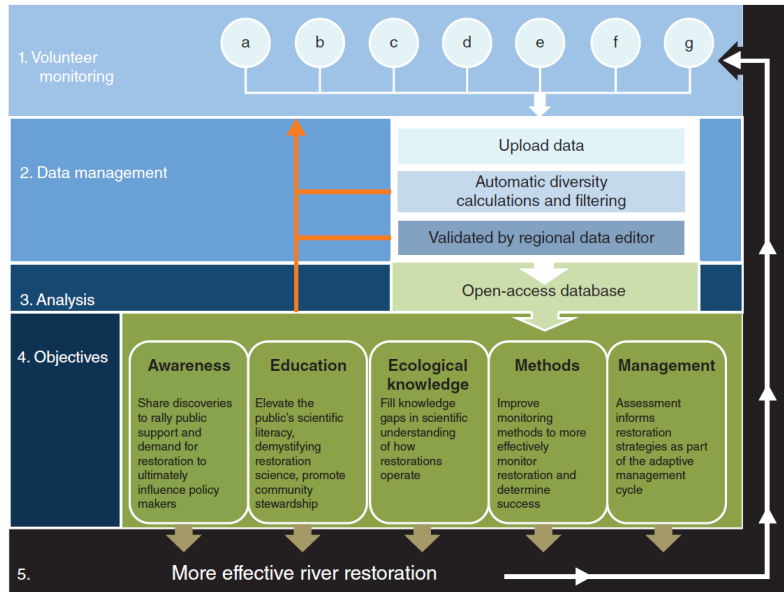 1. Volunteer
monitoring
a
b
c
d
e
f
g
2. Data management
Upload data
Automatic diversity
calculations and filtering
Validated by regional data editor
3. Analysis
Open-access database
4. Objectives
Awareness
Share discoveries
to rally public
support and
demand for
restoration to
ultimately
influence policy
makers
Education
Elevate the
public's scientific
literacy,
demystifying
restoration
science, promote
community
stewardship
Ecological
knowledge
Fill knowledge
gaps in scientific
understanding
of how
restorations
operate
Methods
Improve
monitoring
methods to more
effectively
monitor
restoration and
determine
success
Management
Assessment
informs
restoration
strategies as part
of the adaptive
management
cycle
5.
More effective river restoration